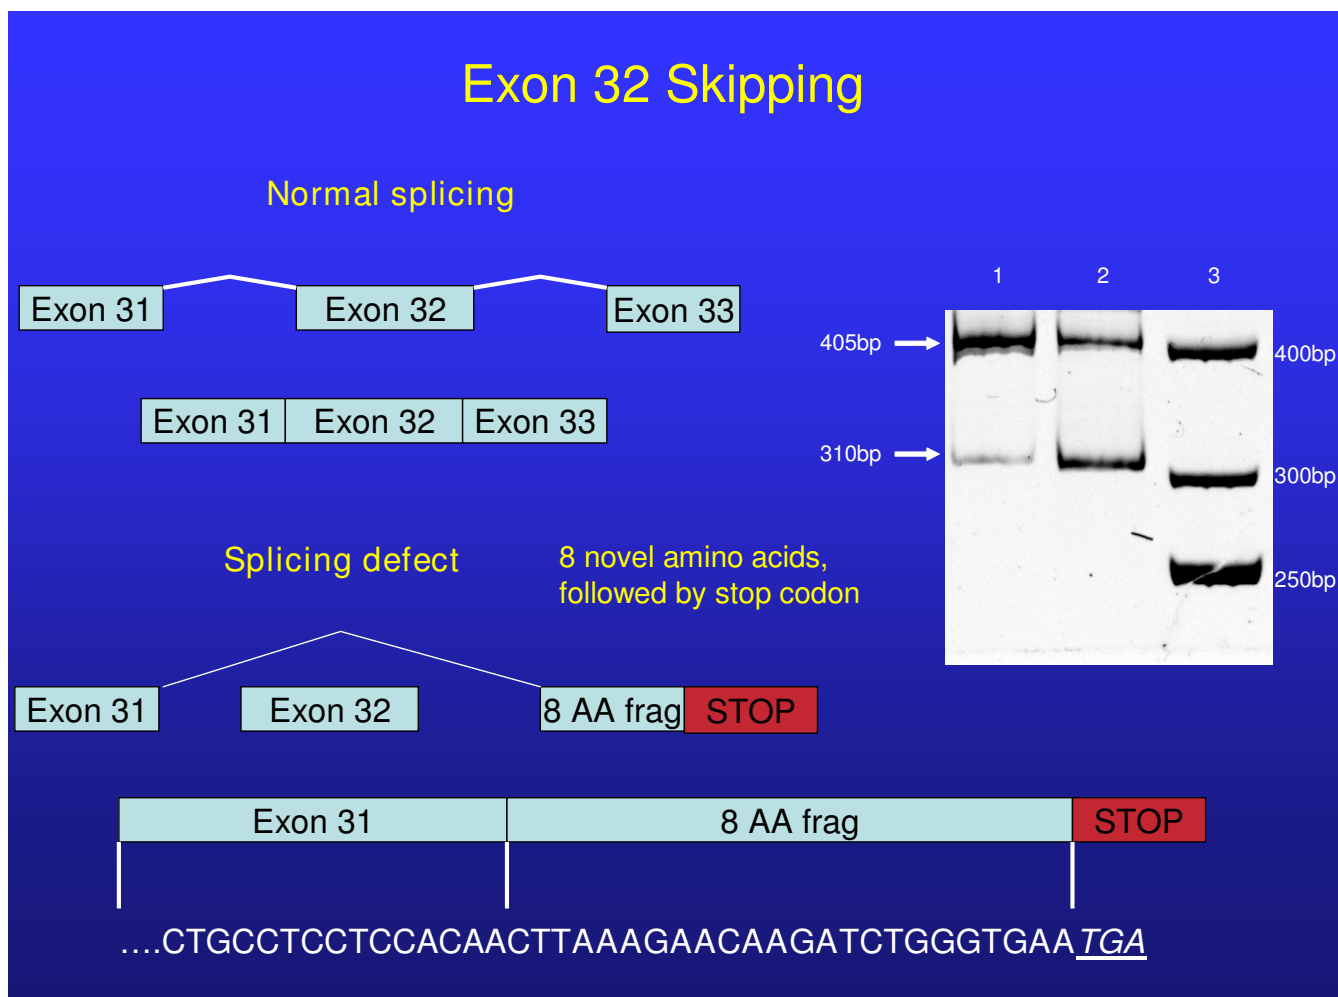 Exon 32 Skipping
Normal splicing
Exon 31
Exon 32
Exon 33
Exon 31
Exon 32
Exon 33
1
2
3
405bp
400bp
310bp
300bp
250bp
Splicing defect
8 novel amino acids,
followed by stop codon
Exon 31
Exon 32
8 AA frag
STOP
Exon 31
8 AA frag
STOP
....CTGCCTCCTCCACAACTTAAAGAACAAGATCTGGGTGAATGA